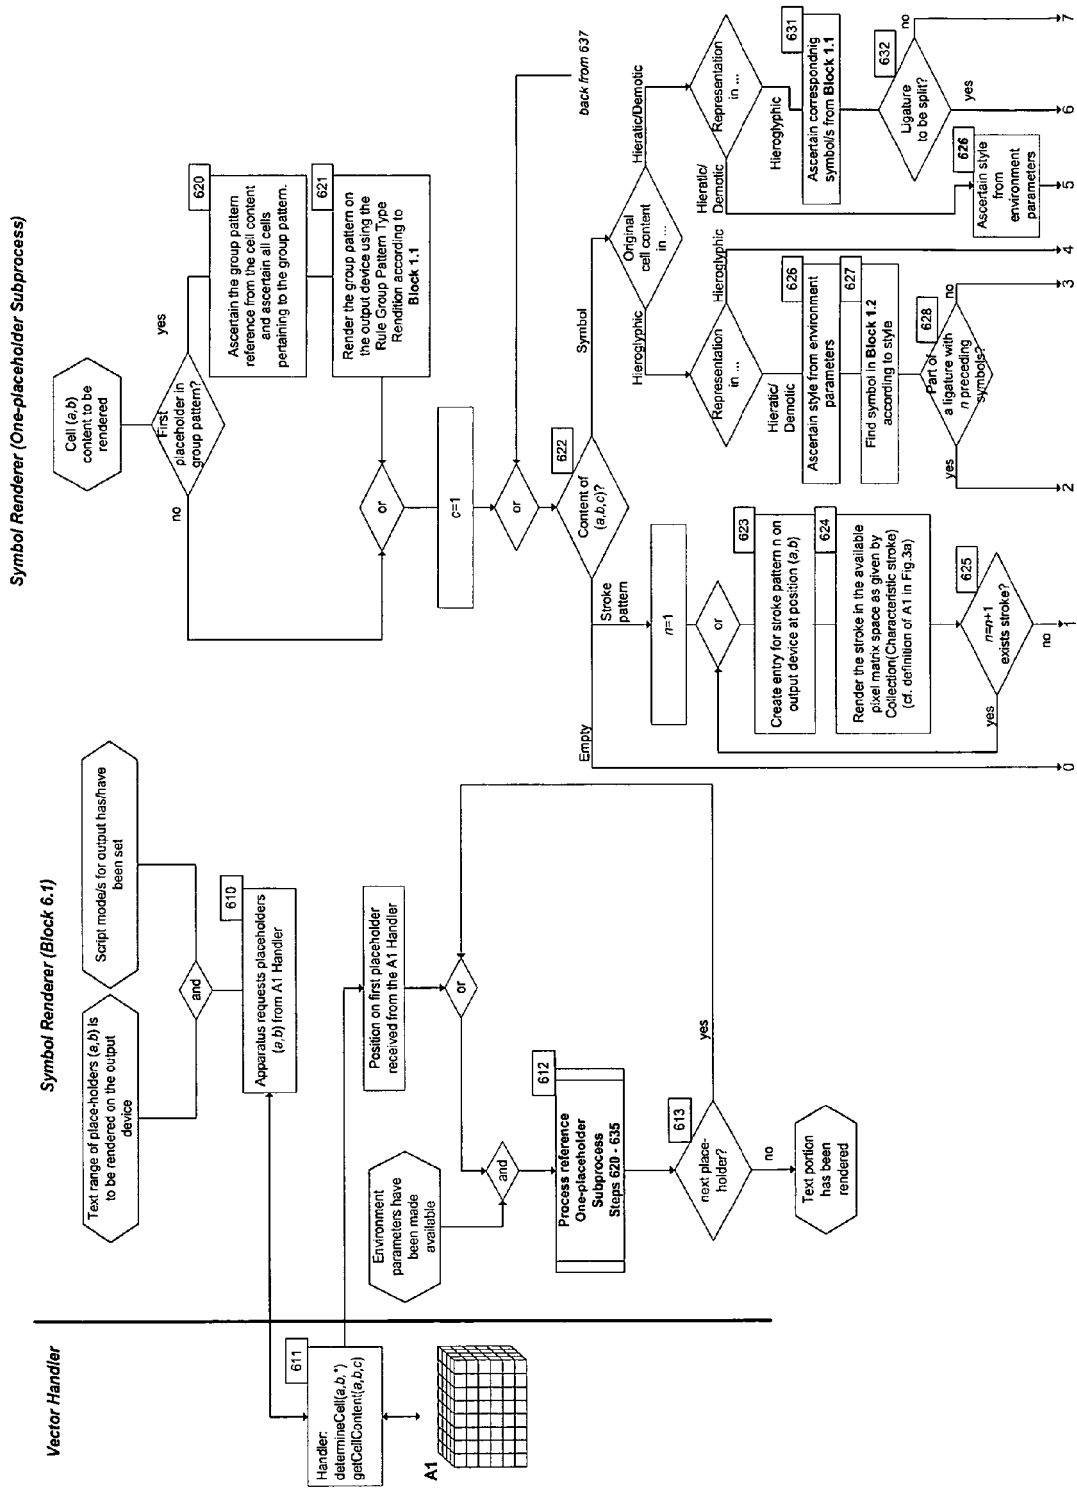 Vector Handler
611
Handler:
determineCell(a,b,*)
getCellContent(a,b,c)
A1
Symbol Renderer (Block 6.1)
Text range of place-holders (a,b) is
to be rendered on the output
device
Script mode/s for output has/have
been set
and
610
Apparatus requests placeholders
(a,b) from A1 Handler
Position on first placeholder
received from the A1 Handler
or
Environment
parameters have
been made
available
and
612
Process reference
One-placeholder
Subprocess
Steps 620 - 635
613
next place-
holder?
yes
no
Text portion
has been
rendered
Symbol Renderer (One-placeholder Subprocess)
Cell (a,b)
content to be
rendered
First
placeholder in
group pattern?
no
yes
620
Ascertain the group pattern
reference from the cell content
and ascertain all cells
pertaining to the group pattern.
621
Render the group pattern on
the output device using the
Rule Group Pattern Type
Rendition according to
Block 1.1
or
c=1
or
back from 637
622
Content of
(a,b,c)?
Empty
Stroke
pattern
Symbol
n=1
or
623
Create entry for stroke pattern n on
output device at position (a,b)
624
Render the stroke in the available
pixel matrix space as given by
Collection(Characteristic stroke)
(cf. definition of A1 in Fig.3a)
625
n=n+1
exists stroke?
yes
no
Original
cell content
in ...
Hieroglyphic
Hieratic/Demotic
Representation
in ...
Hieratic/
Demotic
Hieroglyphic
626
Ascertain style from environment
parameters
627
Find symbol in Block 1.2
according to style
628
Part of
a ligature with
n preceding
symbols?
yes
no
Representation
in ...
Hieratic/
Demotic
Hieroglyphic
626
Ascertain style
from
environment
parameters
631
Ascertain correspondnig
symbol/s from Block 1.1
632
Ligature
to be split?
yes
no
0
1
2
3
4
5
6
7